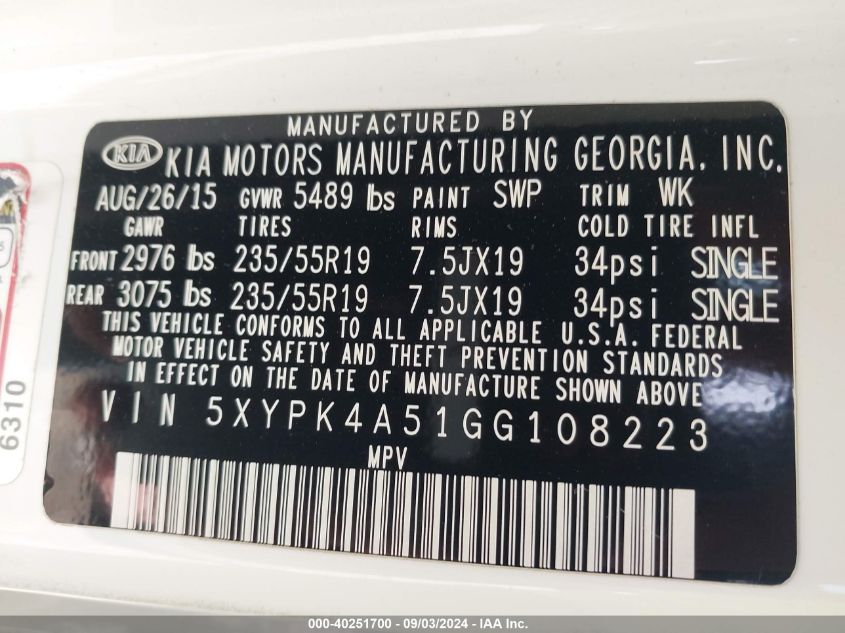 MANUFACTURED BY
KIA KIA MOTORS MANUFACTURING GEORGIA, INC.
AUG/26/15 GVWR 5489 lbs PAINT SWP TRIM WK
GAWR TIRES RIMS COLD TIRE INFL
FRONT 2976 lbs 235/55R19 7.5JX19 34psi SINGLE
REAR 3075 lbs 235/55R19 7.5JX19 34psi SINGLE
THIS VEHICLE CONFORMS TO ALL APPLICABLE U.S.A. FEDERAL
MOTOR VEHICLE SAFETY AND THEFT PREVENTION STANDARDS
IN EFFECT ON THE DATE OF MANUFACTURE SHOWN ABOVE
VIN 5XYPK4A51GG108223
MPV
6310
000-40251700 - 09/03/2024 - IAA Inc.